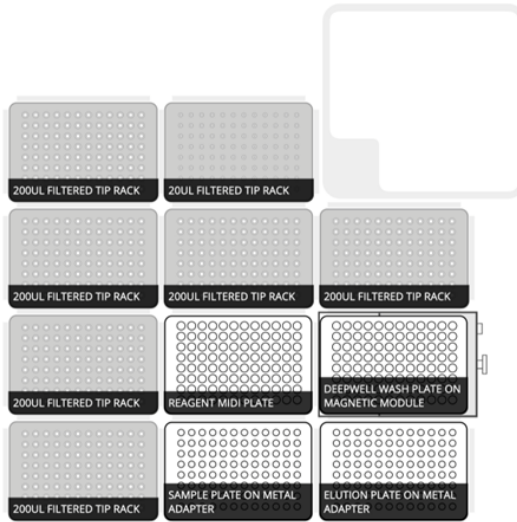 200UL FILTERED TIP RACK
20UL FILTERED TIP RACK
200UL FILTERED TIP RACK
200UL FILTERED TIP RACK
200UL FILTERED TIP RACK
200UL FILTERED TIP RACK
REAGENT MIDI PLATE
DEEPWELL WASH PLATE ON
MAGNETIC MODULE
200UL FILTERED TIP RACK
SAMPLE PLATE ON METAL
ADAPTER
ELUTION PLATE ON METAL
ADAPTER